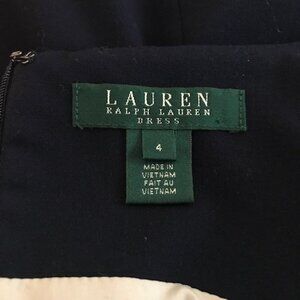 LAUREN
RALPH LAUREN
DRESS
4
MADE IN
VIETNAM
FAIT AU
VIETNAM